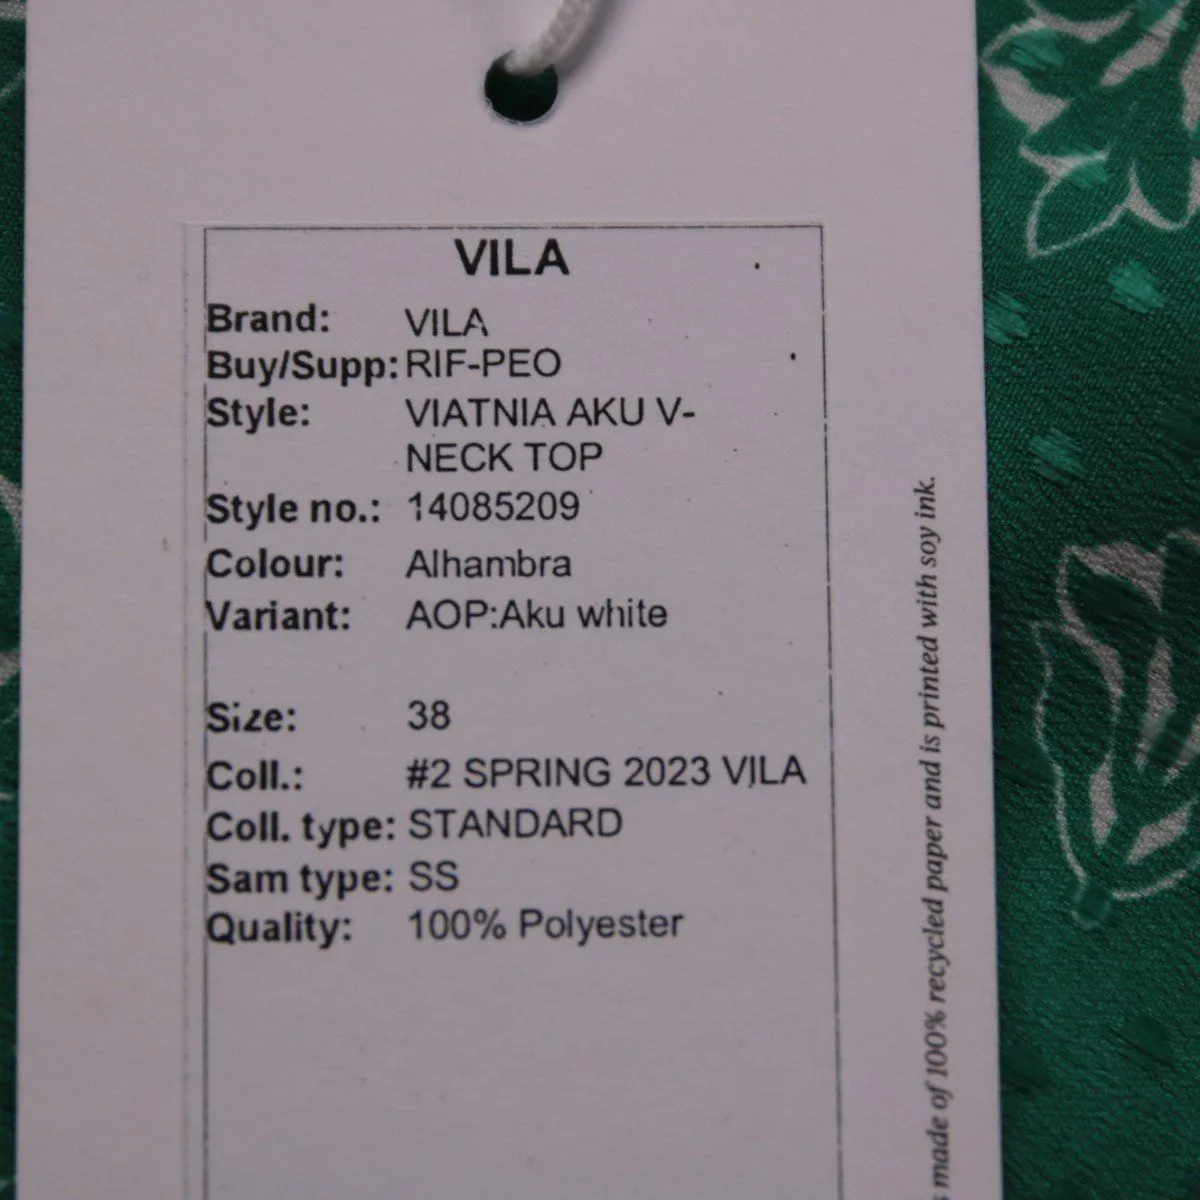 VILA
Brand: VILA
Buy/Supp: RIF-PEO
Style: VIATNIA AKU V-
NECK TOP
Style no.: 14085209
Colour: Alhambra
Variant: AOP:Aku white
Size: 38
Coll.: #2 SPRING 2023 VILA
Coll. type: STANDARD
Sam type: SS
Quality: 100% Polyester
made of 100% recycled paper and is printed with soy ink.